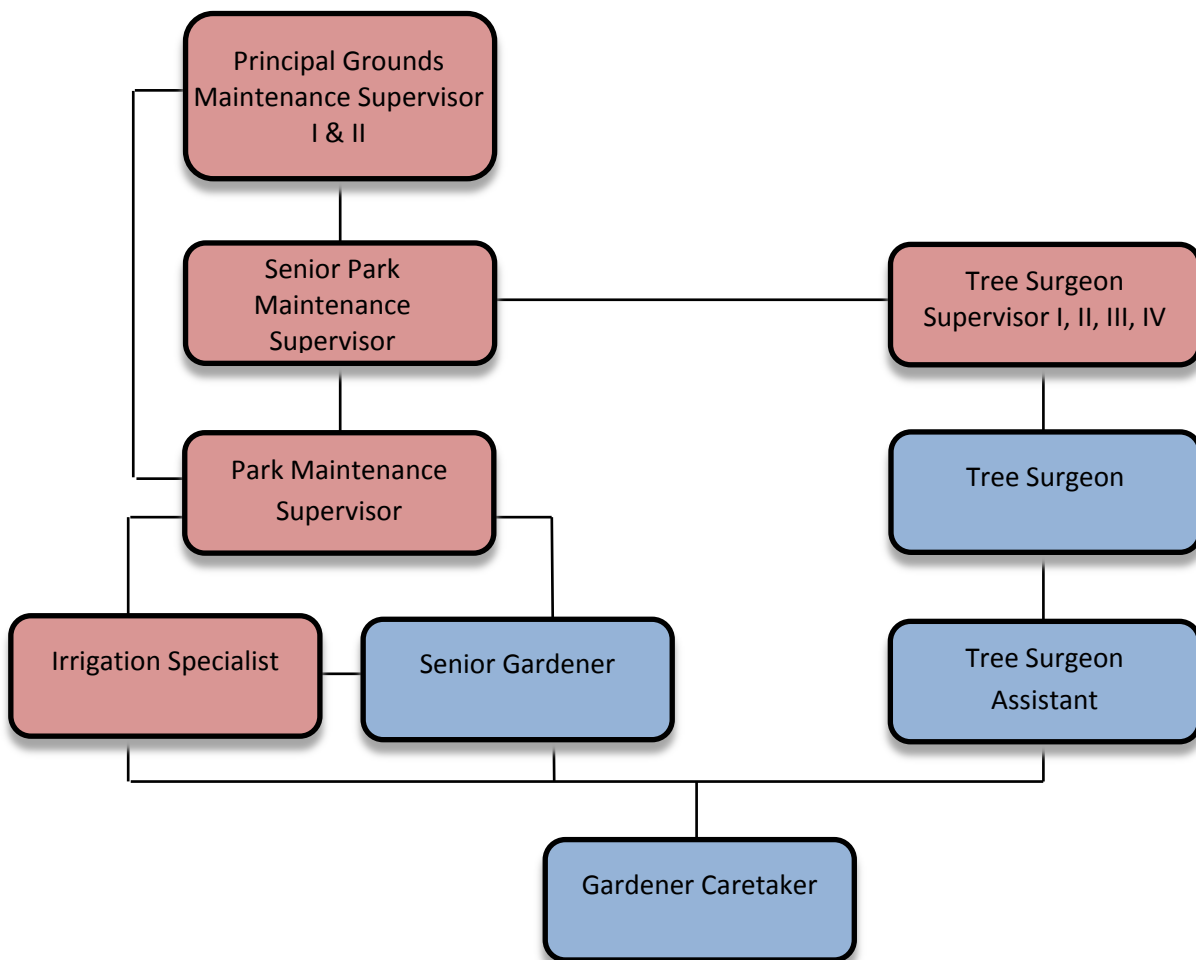 Principal Grounds
Maintenance Supervisor
I & II
Senior Park
Maintenance
Supervisor
Tree Surgeon
Supervisor I, II, III, IV
Park Maintenance
Supervisor
Tree Surgeon
Irrigation Specialist
Senior Gardener
Tree Surgeon
Assistant
Gardener Caretaker